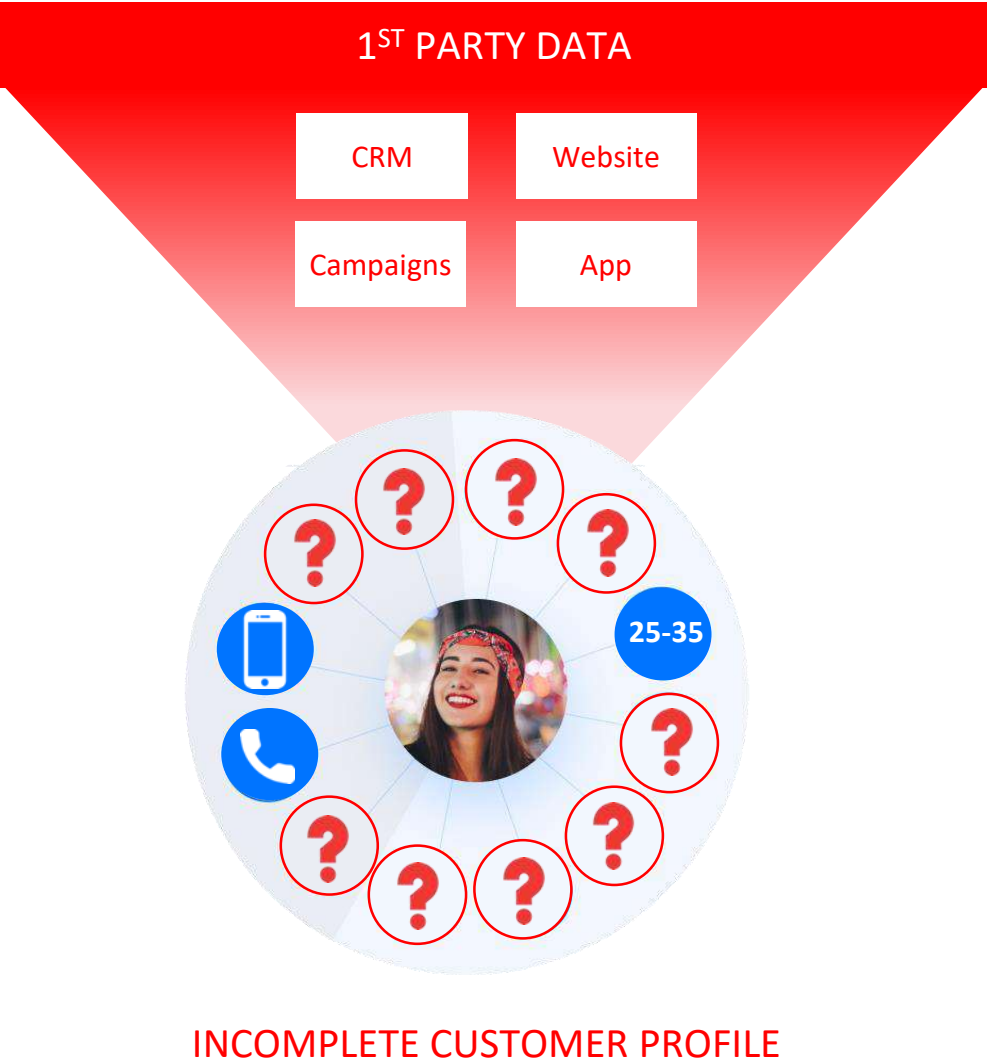 1ST PARTY DATA
CRM
Website
Campaigns
App
?
?
?
?
25-35
?
?
?
?
?
INCOMPLETE CUSTOMER PROFILE